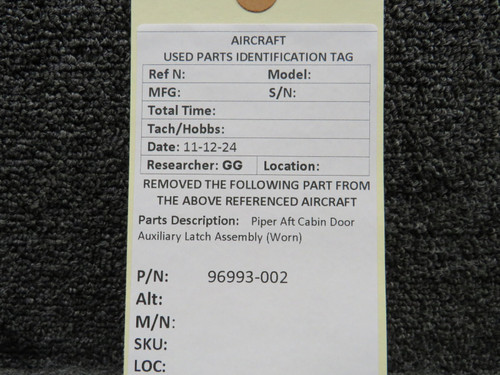 AIRCRAFT
USED PARTS IDENTIFICATION TAG
Ref N: Model:
MFG: S/N:
Total Time:
Tach/Hobbs:
Date: 11-12-24
Researcher: GG Location:
REMOVED THE FOLLOWING PART FROM
THE ABOVE REFERENCED AIRCRAFT
Parts Description: Piper Aft Cabin Door
Auxiliary Latch Assembly (Worn)
P/N: 96993-002
Alt:
M/N:
SKU:
LOC: